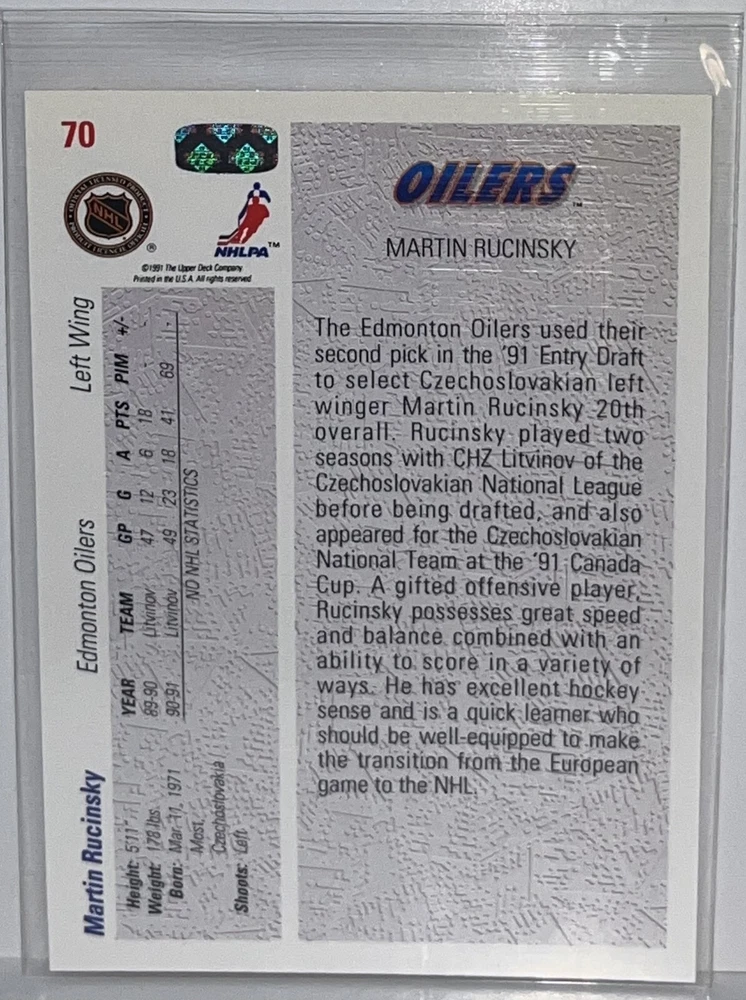 70
OFFICIAL LICENSED PRODUCT
NHL
®
NHLPA™
©1991 The Upper Deck Company
Printed in the U.S.A. All rights reserved.
OILERS™
MARTIN RUCINSKY
The Edmonton Oilers used their
second pick in the '91 Entry Draft
to select Czechoslovakian left
winger Martin Rucinsky 20th
overall. Rucinsky played two
seasons with CHZ Litvinov of the
Czechoslovakian National League
before being drafted, and also
appeared for the Czechoslovakian
National Team at the '91 Canada
Cup. A gifted offensive player,
Rucinsky possesses great speed
and balance combined with an
ability to score in a variety of
ways. He has excellent hockey
sense and is a quick learner who
should be well-equipped to make
the transition from the European
game to the NHL.
Martin Rucinsky Edmonton Oilers Left Wing
Height: 5'11"
Weight: 178 lbs.
Born: Mar. 11, 1971
Most,
Czechoslovakia
Shoots: Left
YEAR TEAM GP G A PTS PIM +/-
89-90 Litvinov 47 12 6 18 - -
90-91 Litvinov 49 23 18 41 69 -
NO NHL STATISTICS